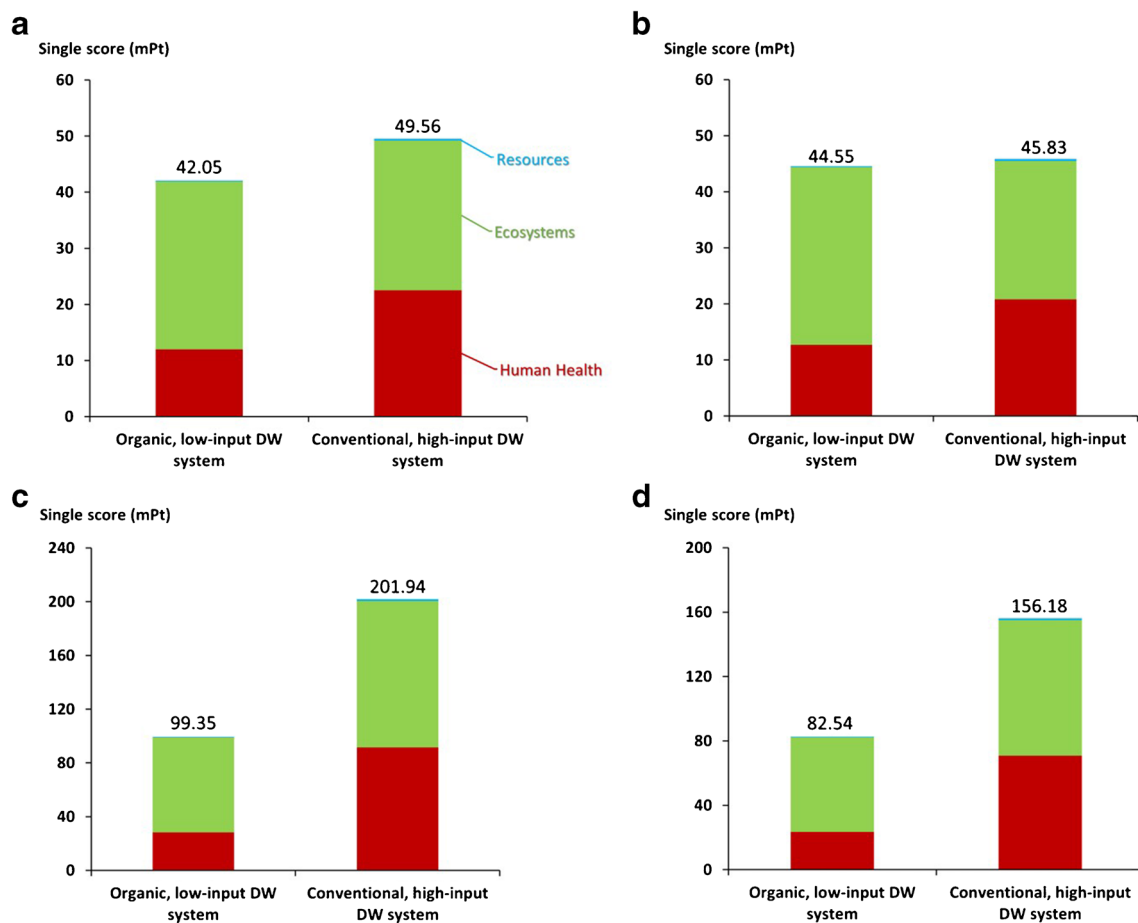 a
Single score (mPt)
60
50
40
30
20
10
0
42.05
49.56
Resources
Ecosystems
Human Health
Organic, low-input DW
system
Conventional, high-input DW
system
b
Single score (mPt)
60
50
40
30
20
10
0
44.55
45.83
Organic, low-input DW
system
Conventional, high-input
DW system
c
Single score (mPt)
240
200
160
120
80
40
0
99.35
201.94
Organic, low-input DW
system
Conventional, high-input
DW system
d
Single score (mPt)
200
160
120
80
40
0
82.54
156.18
Organic, low-input DW
system
Conventional, high-input
DW system